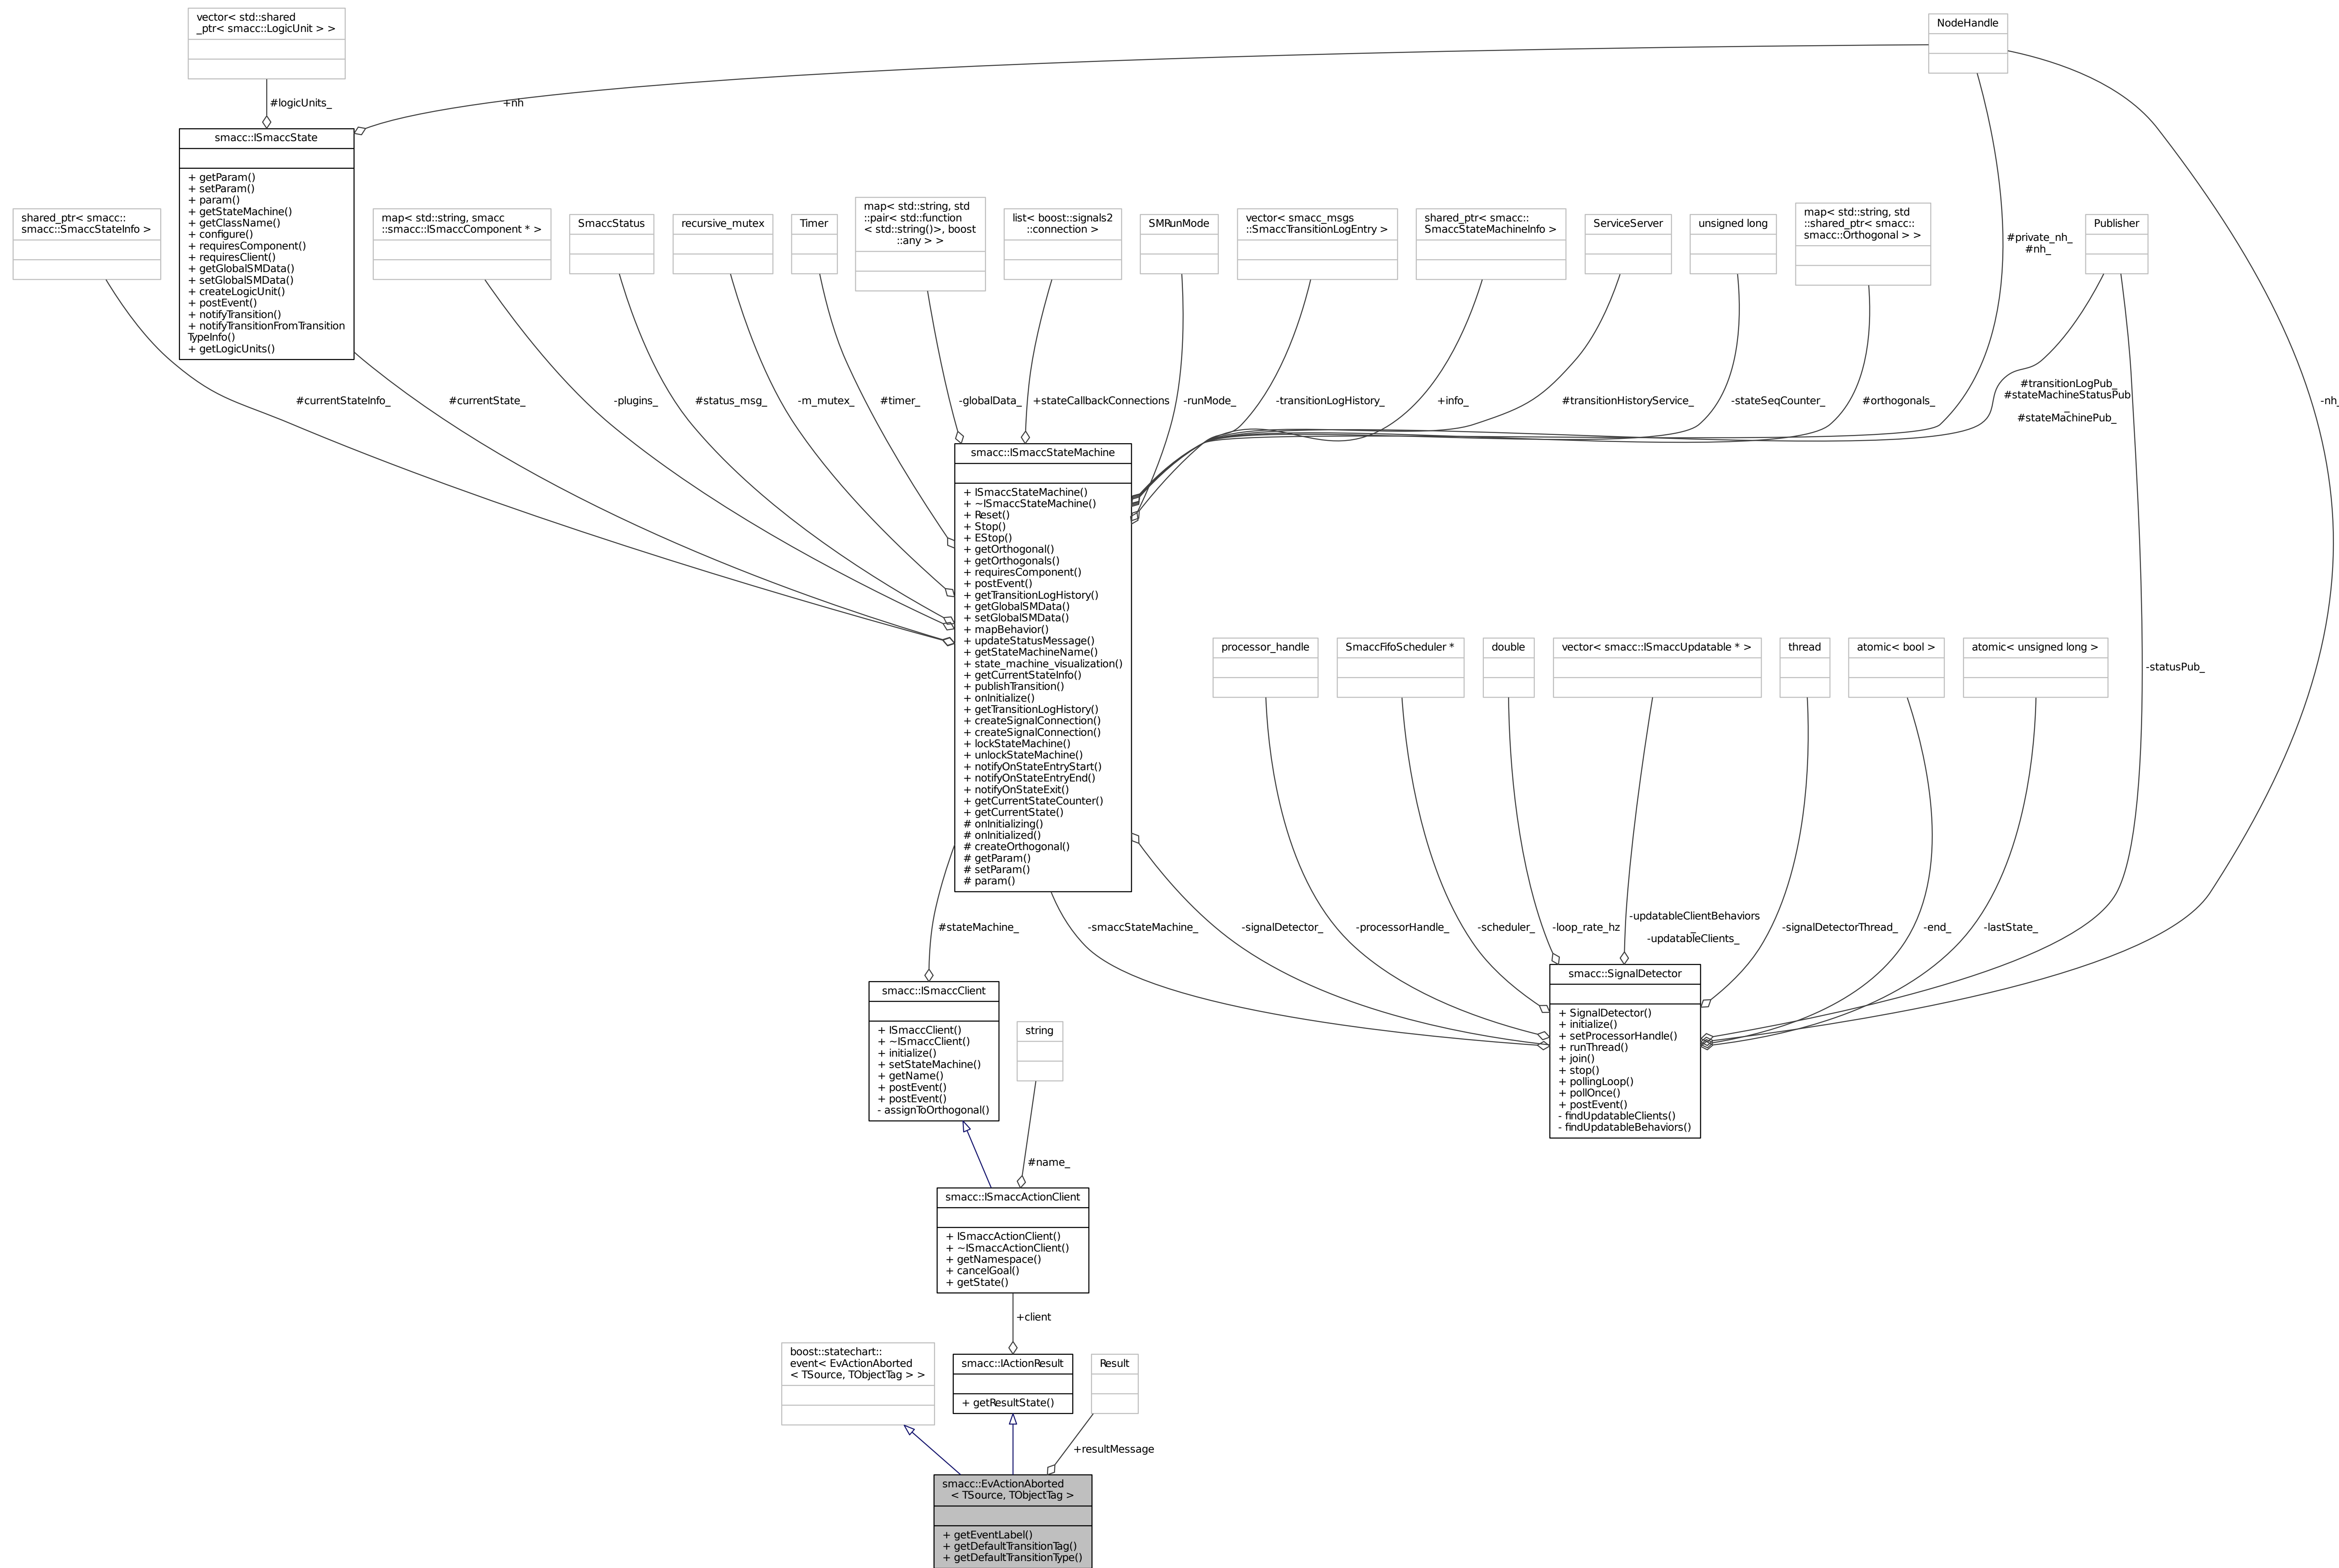 vector< std::shared
_ptr< smacc::LogicUnit > >
NodeHandle
#logicUnits_
+nh
smacc::ISmaccState
+ getParam()
+ setParam()
+ param()
+ getStateMachine()
+ getClassName()
+ configure()
+ requiresComponent()
+ requiresClient()
+ getGlobalSMData()
+ setGlobalSMData()
+ createLogicUnit()
+ postEvent()
+ notifyTransition()
+ notifyTransitionFromTransition
TypeInfo()
+ getLogicUnits()
shared_ptr< smacc::
smacc::SmaccStateInfo >
map< std::string, smacc
::smacc::ISmaccComponent * >
SmaccStatus
recursive_mutex
Timer
map< std::string, std
::pair< std::function
< std::string()>, boost
::any > >
list< boost::signals2
::connection >
SMRunMode
vector< smacc_msgs
::SmaccTransitionLogEntry >
shared_ptr< smacc::
SmaccStateMachineInfo >
ServiceServer
unsigned long
map< std::string, std
::shared_ptr< smacc::
smacc::Orthogonal > >
#private_nh_
#nh_
Publisher
#currentStateInfo_
#currentState_
-plugins_
#status_msg_
-m_mutex_
#timer_
-globalData_
+stateCallbackConnections
-runMode_
-transitionLogHistory_
+info_
#transitionHistoryService_
-stateSeqCounter_
#orthogonals_
#transitionLogPub_
#stateMachineStatusPub
_
#stateMachinePub_
-nh_
smacc::ISmaccStateMachine
+ ISmaccStateMachine()
+ ~ISmaccStateMachine()
+ Reset()
+ Stop()
+ EStop()
+ getOrthogonal()
+ getOrthogonals()
+ requiresComponent()
+ postEvent()
+ getTransitionLogHistory()
+ getGlobalSMData()
+ setGlobalSMData()
+ mapBehavior()
+ updateStatusMessage()
+ getStateMachineName()
+ state_machine_visualization()
+ getCurrentStateInfo()
+ publishTransition()
+ onInitialize()
+ getTransitionLogHistory()
+ createSignalConnection()
+ createSignalConnection()
+ lockStateMachine()
+ unlockStateMachine()
+ notifyOnStateEntryStart()
+ notifyOnStateEntryEnd()
+ notifyOnStateExit()
+ getCurrentStateCounter()
+ getCurrentState()
# onInitializing()
# onInitialized()
# createOrthogonal()
# getParam()
# setParam()
# param()
processor_handle
SmaccFifoScheduler *
double
vector< smacc::ISmaccUpdatable * >
thread
atomic< bool >
atomic< unsigned long >
-statusPub_
#stateMachine_
-smaccStateMachine_
-signalDetector_
-processorHandle_
-scheduler_
-loop_rate_hz
-updatableClientBehaviors
_
-updatableClients_
-signalDetectorThread_
-end_
-lastState_
smacc::SignalDetector
+ SignalDetector()
+ initialize()
+ setProcessorHandle()
+ runThread()
+ join()
+ stop()
+ pollingLoop()
+ pollOnce()
+ postEvent()
- findUpdatableClients()
- findUpdatableBehaviors()
smacc::ISmaccClient
+ ISmaccClient()
+ ~ISmaccClient()
+ initialize()
+ setStateMachine()
+ getName()
+ postEvent()
+ postEvent()
- assignToOrthogonal()
string
#name_
smacc::ISmaccActionClient
+ ISmaccActionClient()
+ ~ISmaccActionClient()
+ getNamespace()
+ cancelGoal()
+ getState()
+client
boost::statechart::
event< EvActionAborted
< TSource, TObjectTag > >
smacc::IActionResult
+ getResultState()
Result
+resultMessage
smacc::EvActionAborted
< TSource, TObjectTag >
+ getEventLabel()
+ getDefaultTransitionTag()
+ getDefaultTransitionType()